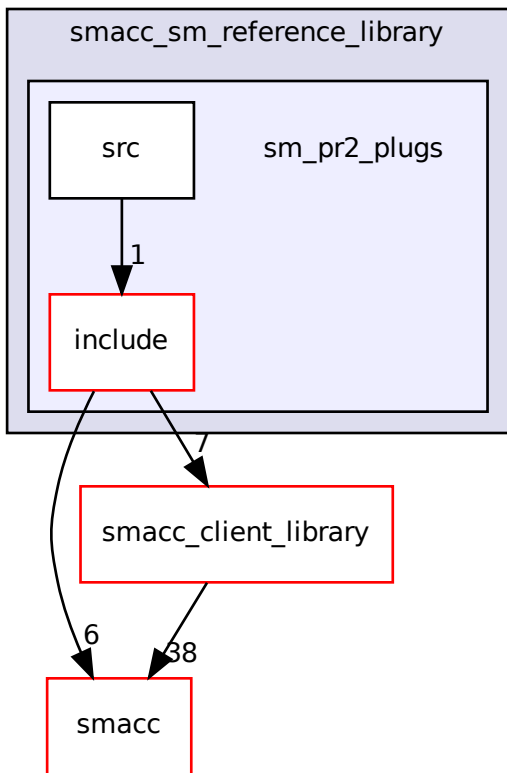 smacc_sm_reference_library
src
sm_pr2_plugs
1
include
7
smacc_client_library
6
38
smacc